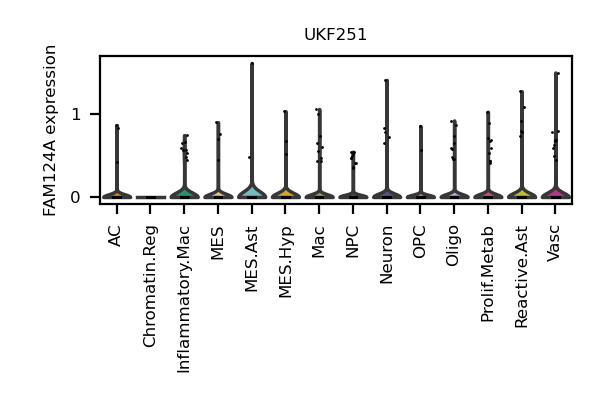 UKF251
FAM124A expression
1
0
AC
Chromatin.Reg
Inflammatory.Mac
MES
MES.Ast
MES.Hyp
Mac
NPC
Neuron
OPC
Oligo
Prolif.Metab
Reactive.Ast
Vasc